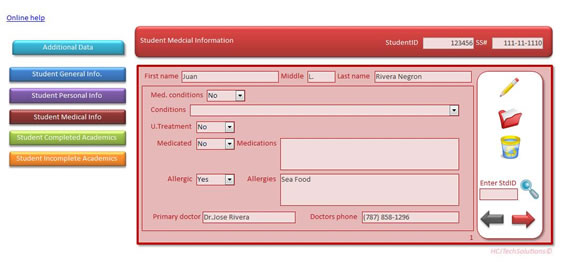 Online help
Additional Data
Student General Info.
Student Personal Info
Student Medical Info
Student Completed Academics
Student Incomplete Academics
Student Medcial Information
StudentID 123456 SS# 111-11-1110
First name Juan Middle L. Last name Rivera Negron
Med. conditions No
Conditions
U.Treatment No
Medicated No Medications
Allergic Yes Allergies Sea Food
Primary doctor Dr.Jose Rivera Doctors phone (787) 858-1296
1
Enter StdID
HCJTechSolutions©